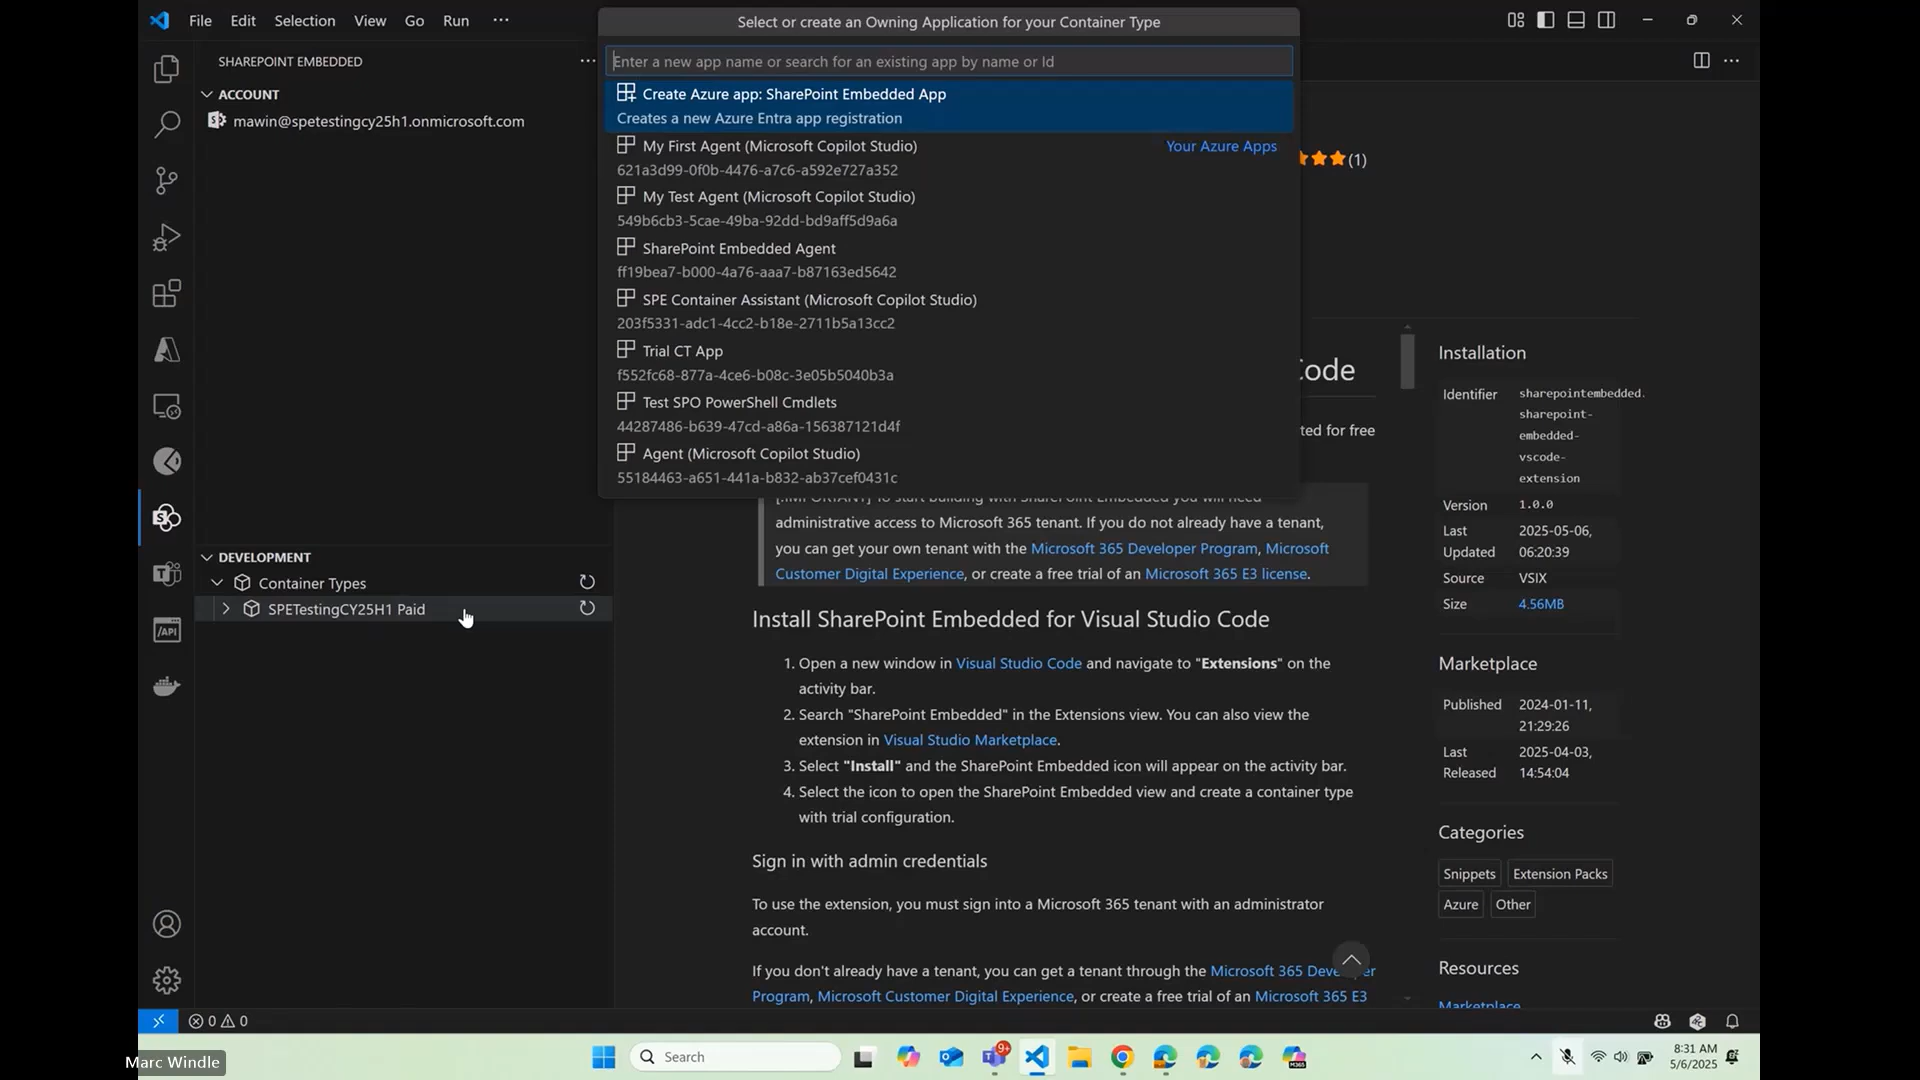 File Edit Selection View Go Run ···
Select or create an Owning Application for your Container Type
SHAREPOINT EMBEDDED
Enter a new app name or search for an existing app by name or Id
ACCOUNT
mawin@spetestingcy25h1.onmicrosoft.com
Create Azure app: SharePoint Embedded App
Creates a new Azure Entra app registration
My First Agent (Microsoft Copilot Studio) Your Azure Apps
621a3d99-0f0b-4476-a7c6-a592e727a352
My Test Agent (Microsoft Copilot Studio)
549b6cb3-5cae-49ba-92dd-bd9aff5d9a6a
SharePoint Embedded Agent
ff19bea7-b000-4a76-aaa7-b87163ed5642
SPE Container Assistant (Microsoft Copilot Studio)
203f5331-adc1-4cc2-b18e-2711b5a13cc2
Trial CT App
f552fc68-877a-4ce6-b08c-3e05b5040b3a
Test SPO PowerShell Cmdlets
44287486-b639-47cd-a86a-156387121d4f
Agent (Microsoft Copilot Studio)
55184463-a651-441a-b832-ab37cef0431c
(1)
Code
ted for free
[!IMPORTANT] To start building with SharePoint Embedded you will need
administrative access to Microsoft 365 tenant. If you do not already have a tenant,
you can get your own tenant with the Microsoft 365 Developer Program, Microsoft
Customer Digital Experience, or create a free trial of an Microsoft 365 E3 license.
DEVELOPMENT
Container Types
SPETestingCY25H1 Paid
Install SharePoint Embedded for Visual Studio Code
1. Open a new window in Visual Studio Code and navigate to "Extensions" on the
activity bar.
2. Search "SharePoint Embedded" in the Extensions view. You can also view the
extension in Visual Studio Marketplace.
3. Select "Install" and the SharePoint Embedded icon will appear on the activity bar.
4. Select the icon to open the SharePoint Embedded view and create a container type
with trial configuration.
Sign in with admin credentials
To use the extension, you must sign into a Microsoft 365 tenant with an administrator
account.
If you don't already have a tenant, you can get a tenant through the Microsoft 365 Developer
Program, Microsoft Customer Digital Experience, or create a free trial of an Microsoft 365 E3
Installation
Identifier sharepointembedded.
sharepoint-
embedded-
vscode-
extension
Version 1.0.0
Last Updated 2025-05-06, 06:20:39
Source VSIX
Size 4.56MB
Marketplace
Published 2024-01-11, 21:29:26
Last Released 2025-04-03, 14:54:04
Categories
Snippets Extension Packs
Azure Other
Resources
Marketplace
/API
0 0
Marc Windle
Search
9+
M365
8:31 AM
5/6/2025